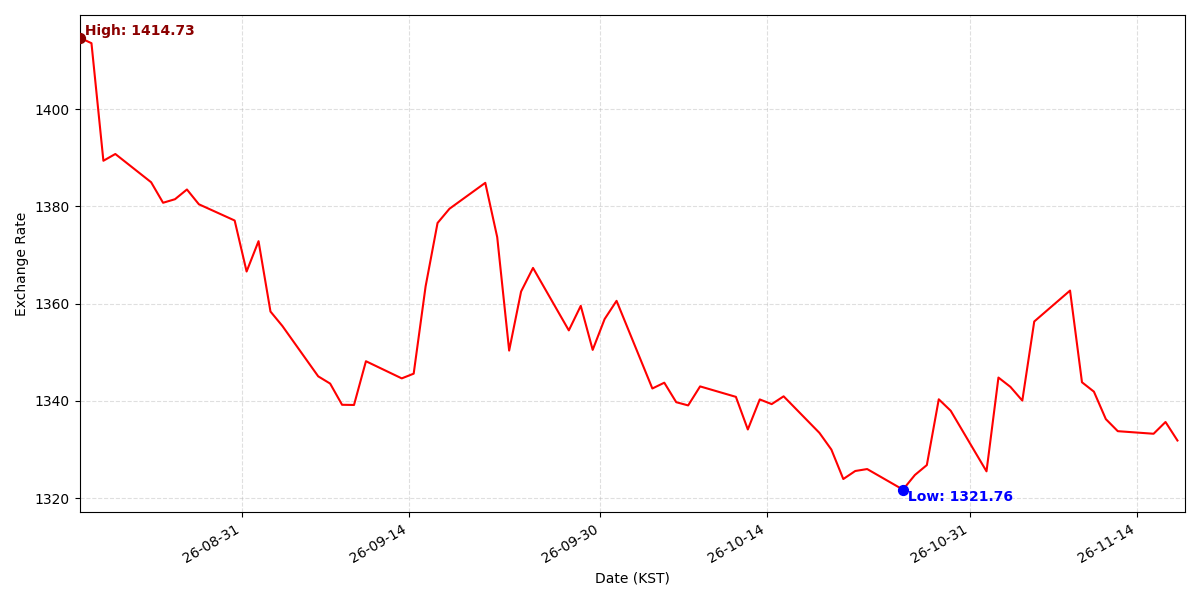 High: 1414.73
1400
1380
1360
1340
1320
Exchange Rate
Low: 1321.76
26-08-31
26-09-14
26-09-30
26-10-14
26-10-31
26-11-14
Date (KST)